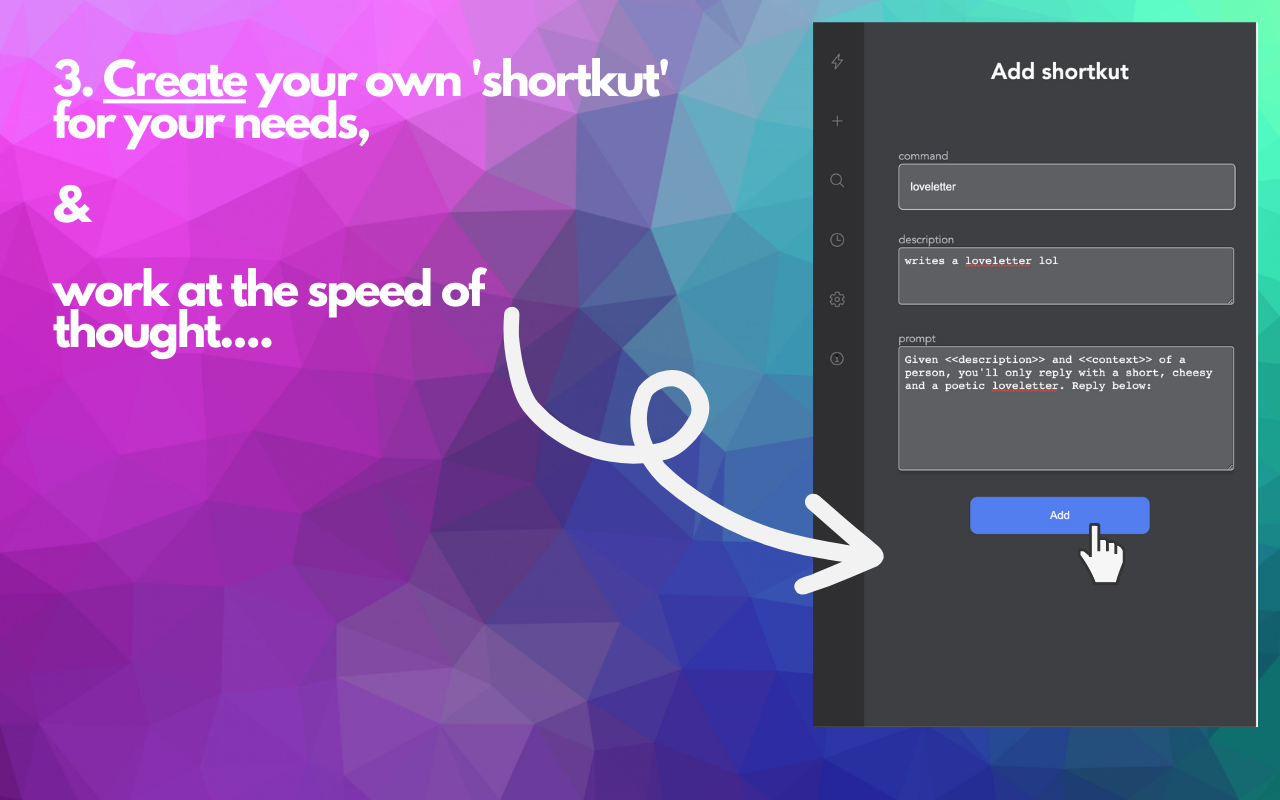 3. Create your own 'shortkut'
for your needs,
&
work at the speed of
thought....
Add shortkut
command
loveletter
description
writes a loveletter lol
prompt
Given <<description>> and <<context>> of a
person, you'll only reply with a short, cheesy
and a poetic loveletter. Reply below:
Add